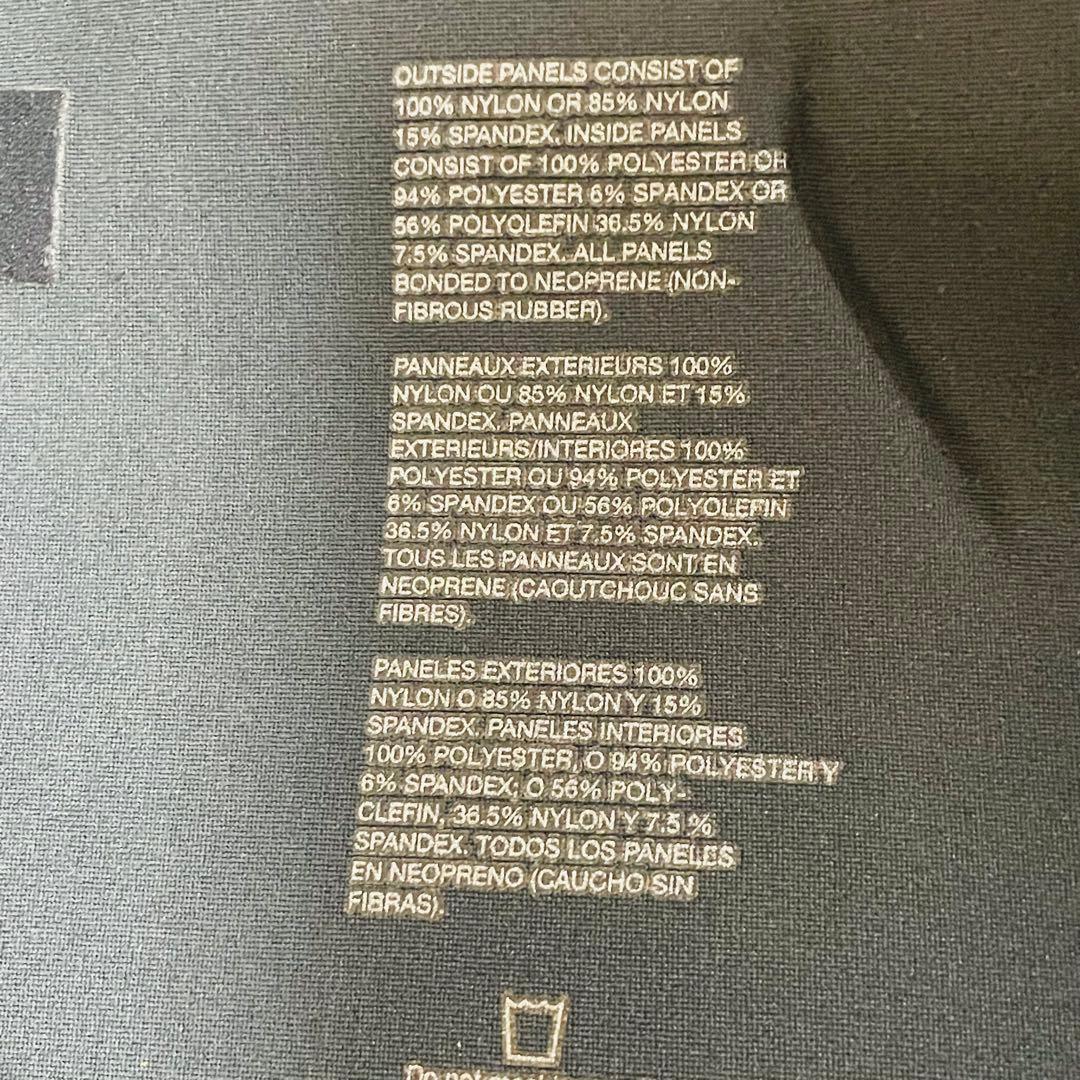 OUTSIDE PANELS CONSIST OF
100% NYLON OR 85% NYLON
15% SPANDEX. INSIDE PANELS
CONSIST OF 100% POLYESTER OR
94% POLYESTER 6% SPANDEX OR
56% POLYOLEFIN 36.5% NYLON
7.5% SPANDEX. ALL PANELS
BONDED TO NEOPRENE (NON-
FIBROUS RUBBER).
PANNEAUX EXTERIEURS 100%
NYLON OU 85% NYLON ET 15%
SPANDEX. PANNEAUX
EXTERIEURS/INTERIORES 100%
POLYESTER OU 94% POLYESTER ET
6% SPANDEX OU 56% POLYOLEFIN
36.5% NYLON ET 7.5% SPANDEX.
TOUS LES PANNEAUX SONT EN
NEOPRENE (CAOUTCHOUC SANS
FIBRES).
PANELES EXTERIORES 100%
NYLON O 85% NYLON Y 15%
SPANDEX. PANELES INTERIORES
100% POLYESTER, O 94% POLYESTER Y
6% SPANDEX; O 56% POLY-
CLEFIN, 36.5% NYLON Y 7.5 %
SPANDEX. TODOS LOS PANELES
EN NEOPRENO (CAUCHO SIN
FIBRAS).
Do not